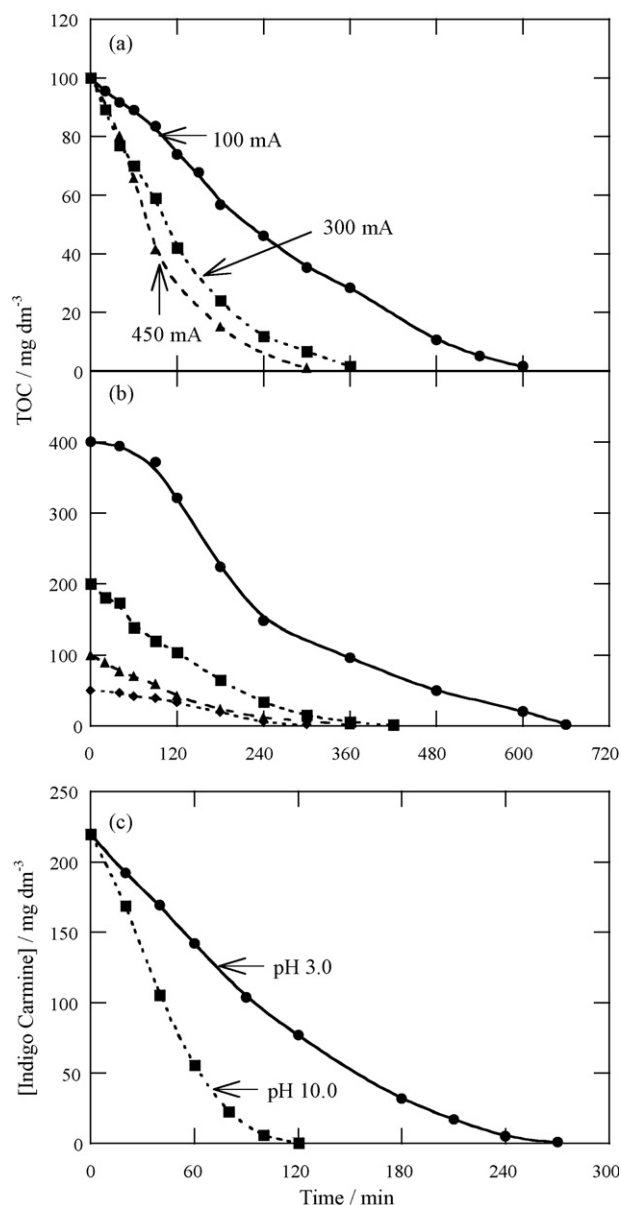 (a)
120
100
80
60
40
20
0
100 mA
300 mA
450 mA
TOC / mg dm-3
(b)
400
300
200
100
0
0 120 240 360 480 600 720
(c)
250
200
150
100
50
0
pH 3.0
pH 10.0
[Indigo Carmine] / mg dm-3
0 60 120 180 240 300
Time / min